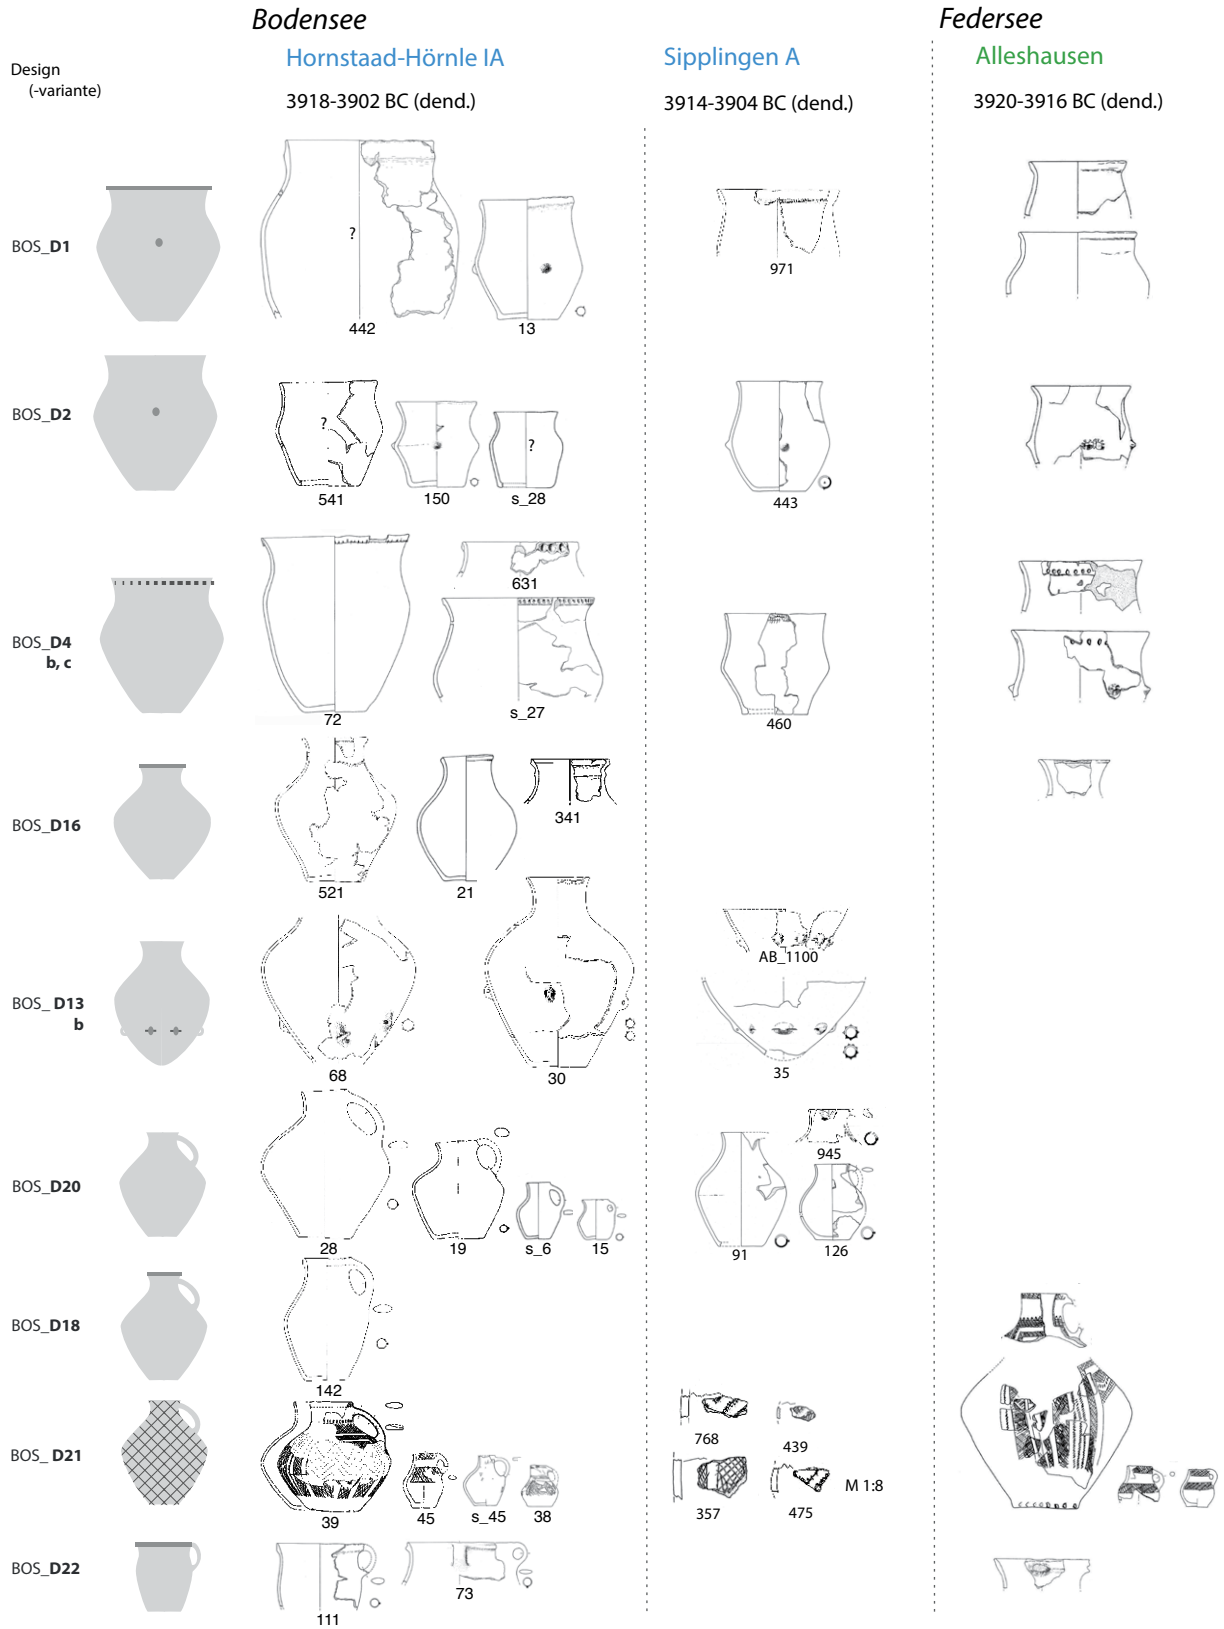 Bodensee
Federsee
Design
(-variante)
Hornstaad-Hörnle IA
Sipplingen A
Alleshausen
3918-3902 BC (dend.)
3914-3904 BC (dend.)
3920-3916 BC (dend.)
BOS_D1
?
442
13
971
BOS_D2
?
541
150
?
s_28
443
BOS_D4
b, c
72
631
s_27
460
BOS_D16
521
21
341
BOS_ D13
b
68
30
AB_1100
35
BOS_D20
28
19
s_6
15
91
945
126
BOS_D18
142
BOS_ D21
39
45
s_45
38
768
439
357
475
M 1:8
BOS_D22
111
73